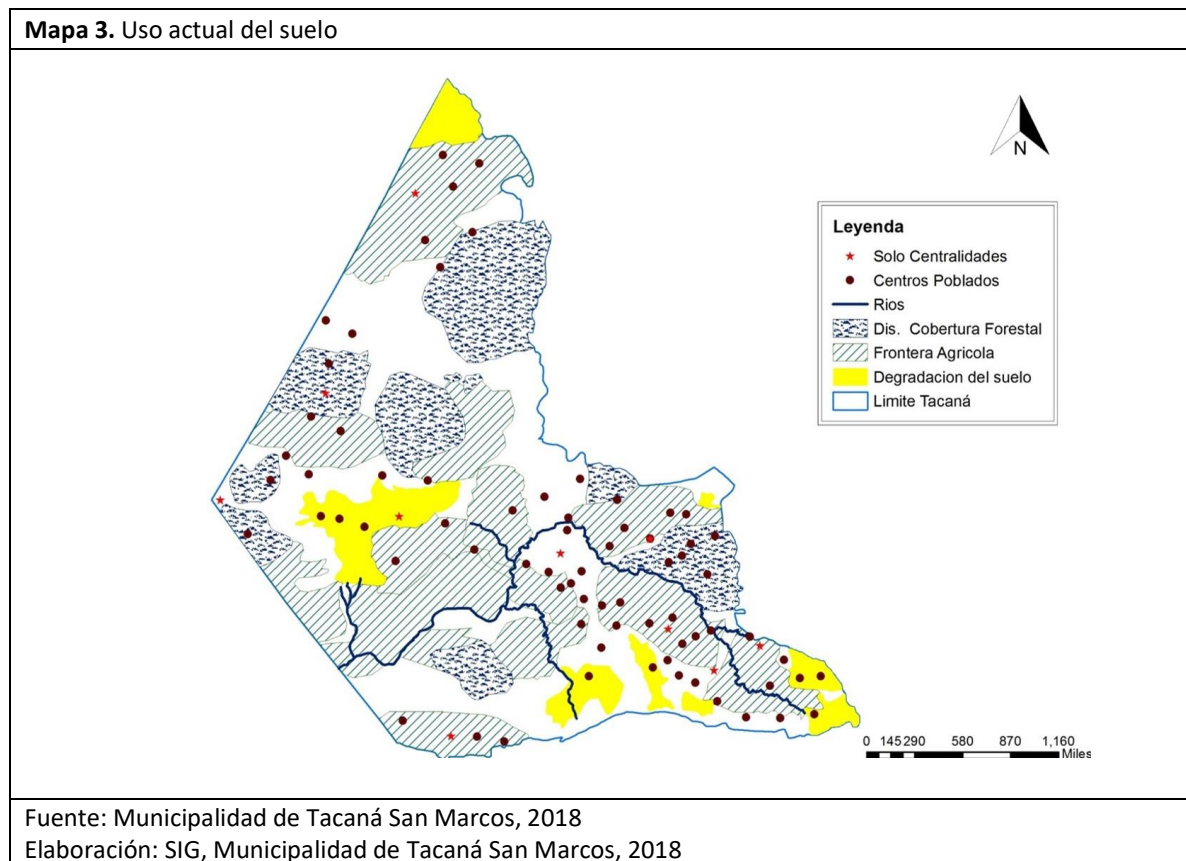 Mapa 3. Uso actual del suelo
N
Leyenda
Solo Centralidades
Centros Poblados
Rios
Dis. Cobertura Forestal
Frontera Agricola
Degradacion del suelo
Limite Tacaná
0 145 290 580 870 1,160
Miles
Fuente: Municipalidad de Tacaná San Marcos, 2018
Elaboración: SIG, Municipalidad de Tacaná San Marcos, 2018